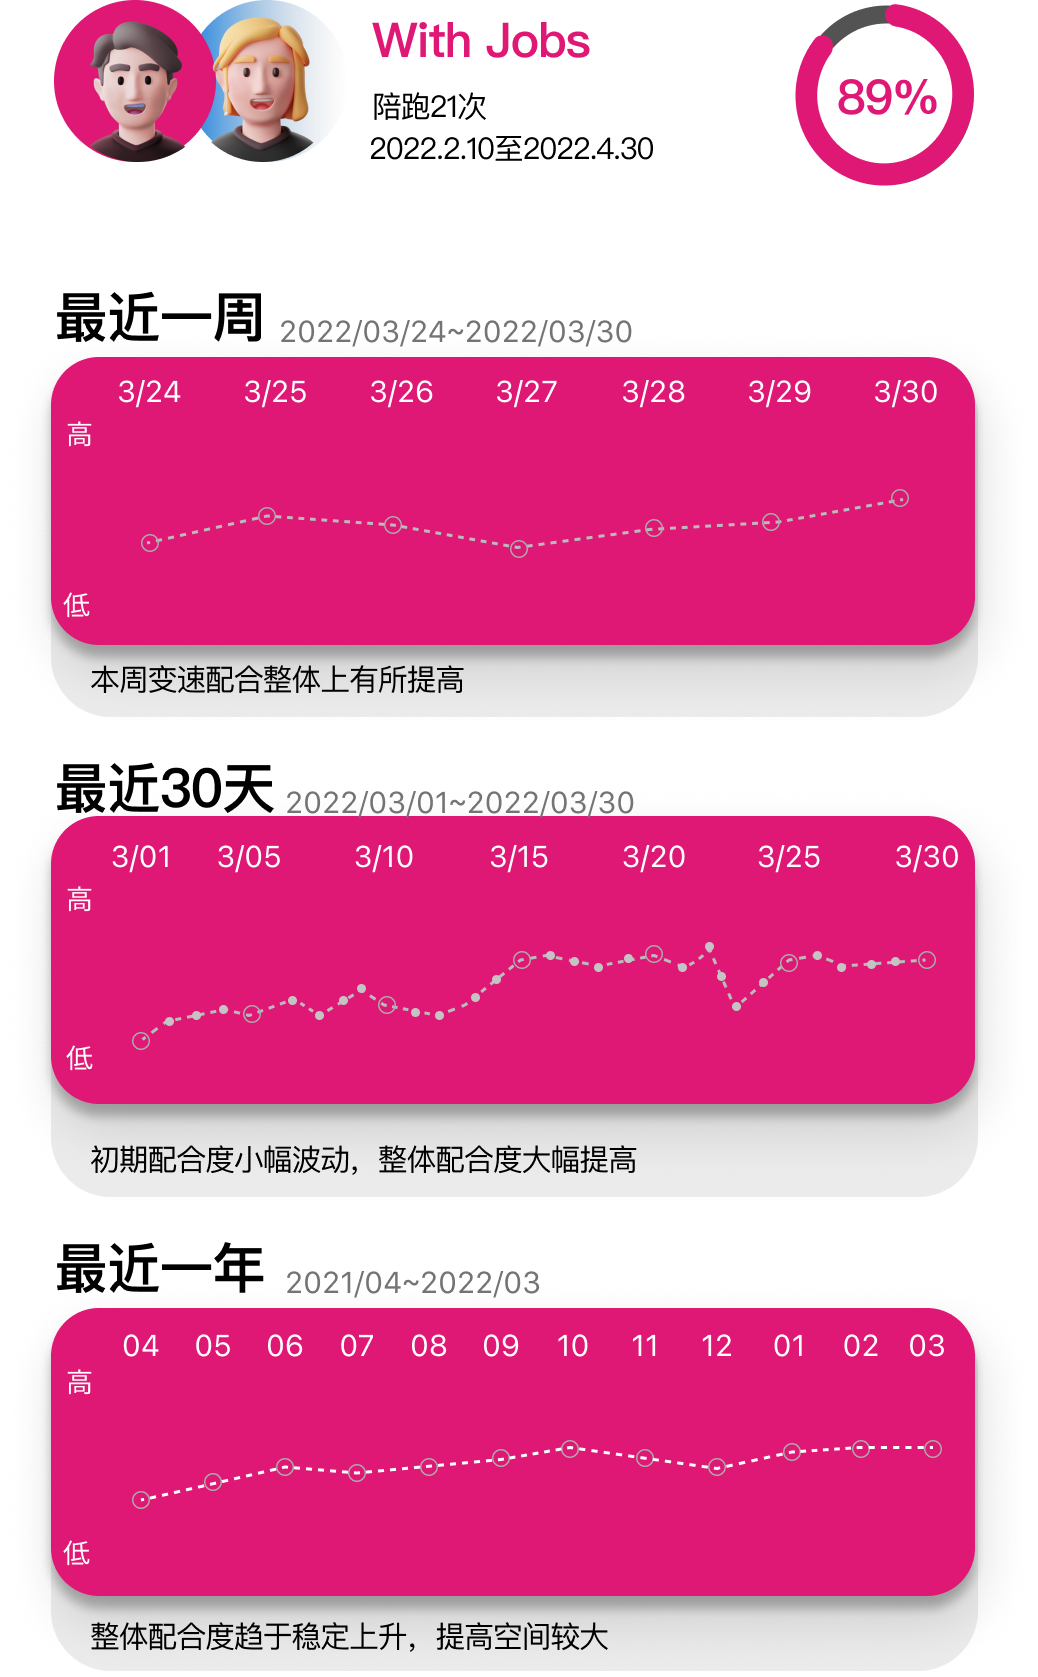 With Jobs
陪跑21次
2022.2.10至2022.4.30
89%
最近一周 2022/03/24~2022/03/30
3/24 3/25 3/26 3/27 3/28 3/29 3/30
高
低
本周变速配合整体上有所提高
最近30天 2022/03/01~2022/03/30
3/01 3/05 3/10 3/15 3/20 3/25 3/30
高
低
初期配合度小幅波动，整体配合度大幅提高
最近一年 2021/04~2022/03
04 05 06 07 08 09 10 11 12 01 02 03
高
低
整体配合度趋于稳定上升，提高空间较大